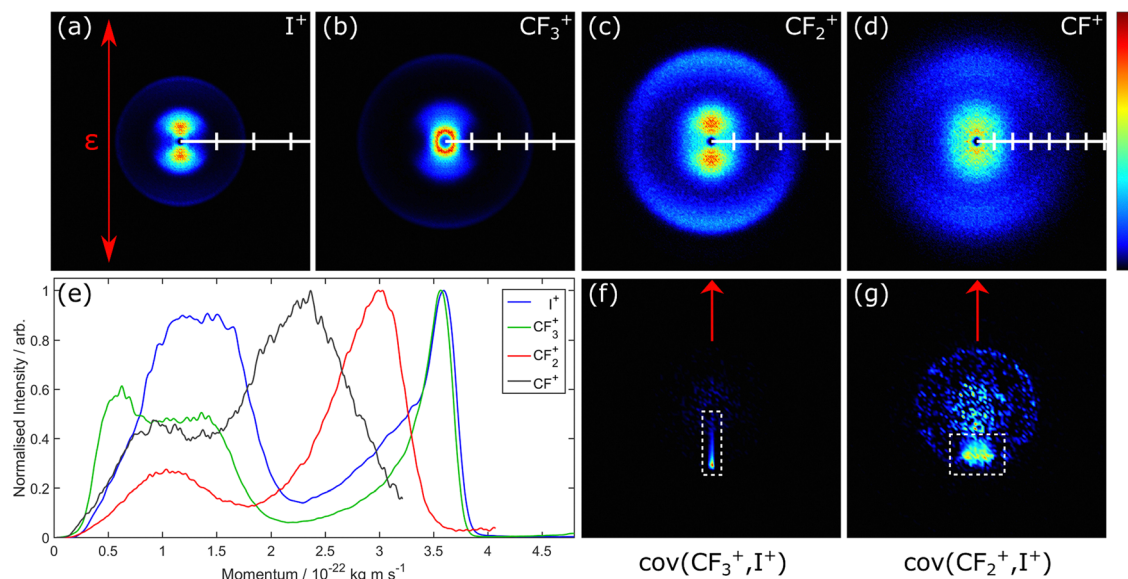 (a) I⁺
ε
(b) CF₃⁺
(c) CF₂⁺
(d) CF⁺
(e)
Normalised Intensity / arb.
1
0.8
0.6
0.4
0.2
0
I⁺
CF₃⁺
CF₂⁺
CF⁺
0 0.5 1 1.5 2 2.5 3 3.5 4 4.5
Momentum / 10⁻²² kg m s⁻¹
(f)
cov(CF₃⁺,I⁺)
(g)
cov(CF₂⁺,I⁺)